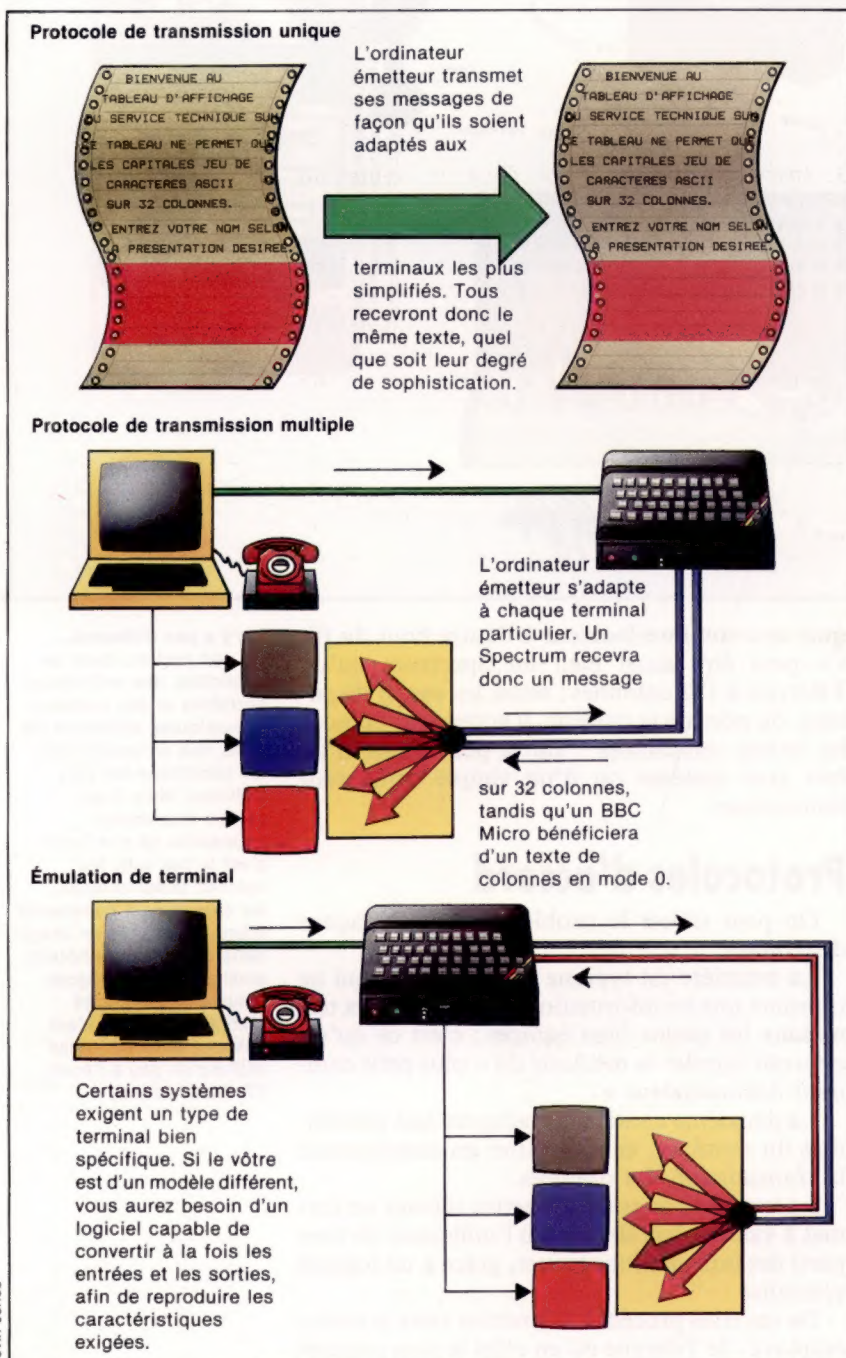 Protocole de transmission unique
BIENVENUE AU
TABLEAU D'AFFICHAGE
DU SERVICE TECHNIQUE SUR
CE TABLEAU NE PERMET QUE
LES CAPITALES JEU DE
CARACTERES ASCII
SUR 32 COLONNES.
ENTREZ VOTRE NOM SELON
LA PRESENTATION DESIREE.
L'ordinateur
émetteur transmet
ses messages de
façon qu'ils soient
adaptés aux
terminaux les plus
simplifiés. Tous
recevront donc le
même texte, quel
que soit leur degré
de sophistication.
BIENVENUE AU
TABLEAU D'AFFICHAGE
DU SERVICE TECHNIQUE SUR
CE TABLEAU NE PERMET QUE
LES CAPITALES JEU DE
CARACTERES ASCII
SUR 32 COLONNES.
ENTREZ VOTRE NOM SELON
LA PRESENTATION DESIREE.
Protocole de transmission multiple
L'ordinateur
émetteur s'adapte
à chaque terminal
particulier. Un
Spectrum recevra
donc un message
sur 32 colonnes,
tandis qu'un BBC
Micro bénéficiera
d'un texte de
colonnes en mode 0.
Émulation de terminal
Certains systèmes
exigent un type de
terminal bien
spécifique. Si le vôtre
est d'un modèle différent,
vous aurez besoin d'un
logiciel capable de
convertir à la fois les
entrées et les sorties,
afin de reproduire les
caractéristiques
exigées.